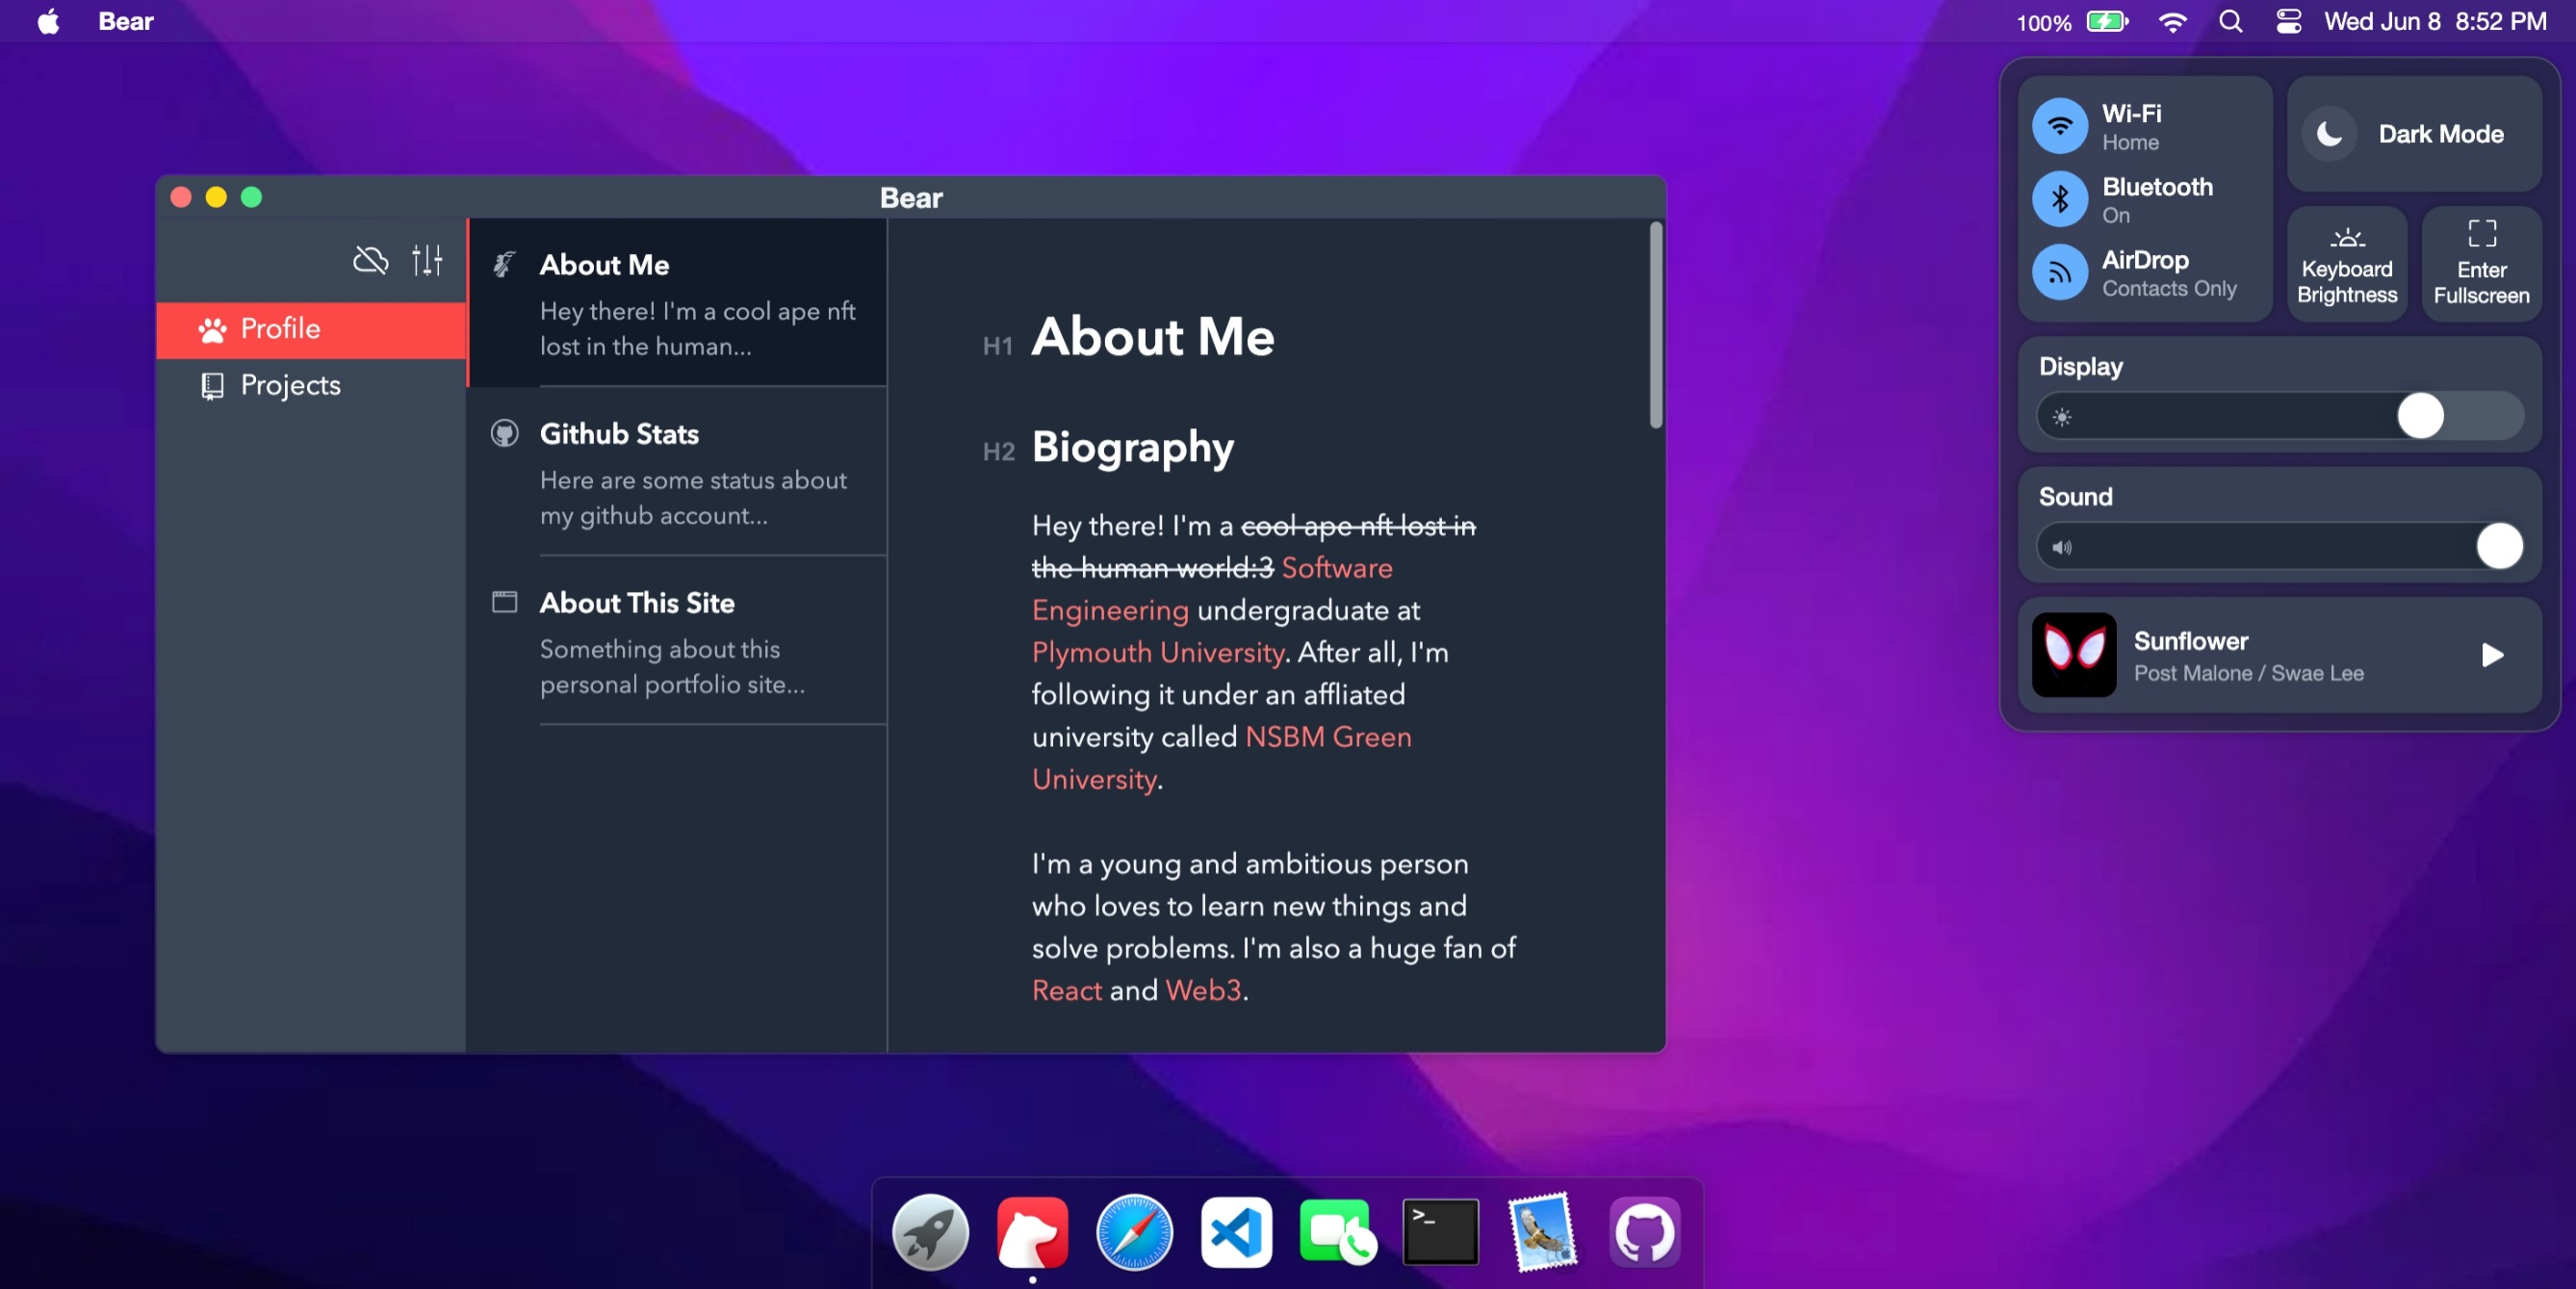 Bear
100%
Wed Jun 8 8:52 PM
Bear
Profile
Projects
About Me
Hey there! I'm a cool ape nft
lost in the human...
Github Stats
Here are some status about
my github account...
About This Site
Something about this
personal portfolio site...
H1 About Me
H2 Biography
Hey there! I'm a cool ape nft lost in
the human world:3 Software
Engineering undergraduate at
Plymouth University. After all, I'm
following it under an affliated
university called NSBM Green
University.
I'm a young and ambitious person
who loves to learn new things and
solve problems. I'm also a huge fan of
React and Web3.
Wi-Fi
Home
Bluetooth
On
AirDrop
Contacts Only
Dark Mode
Keyboard
Brightness
Enter
Fullscreen
Display
Sound
Sunflower
Post Malone / Swae Lee
>_